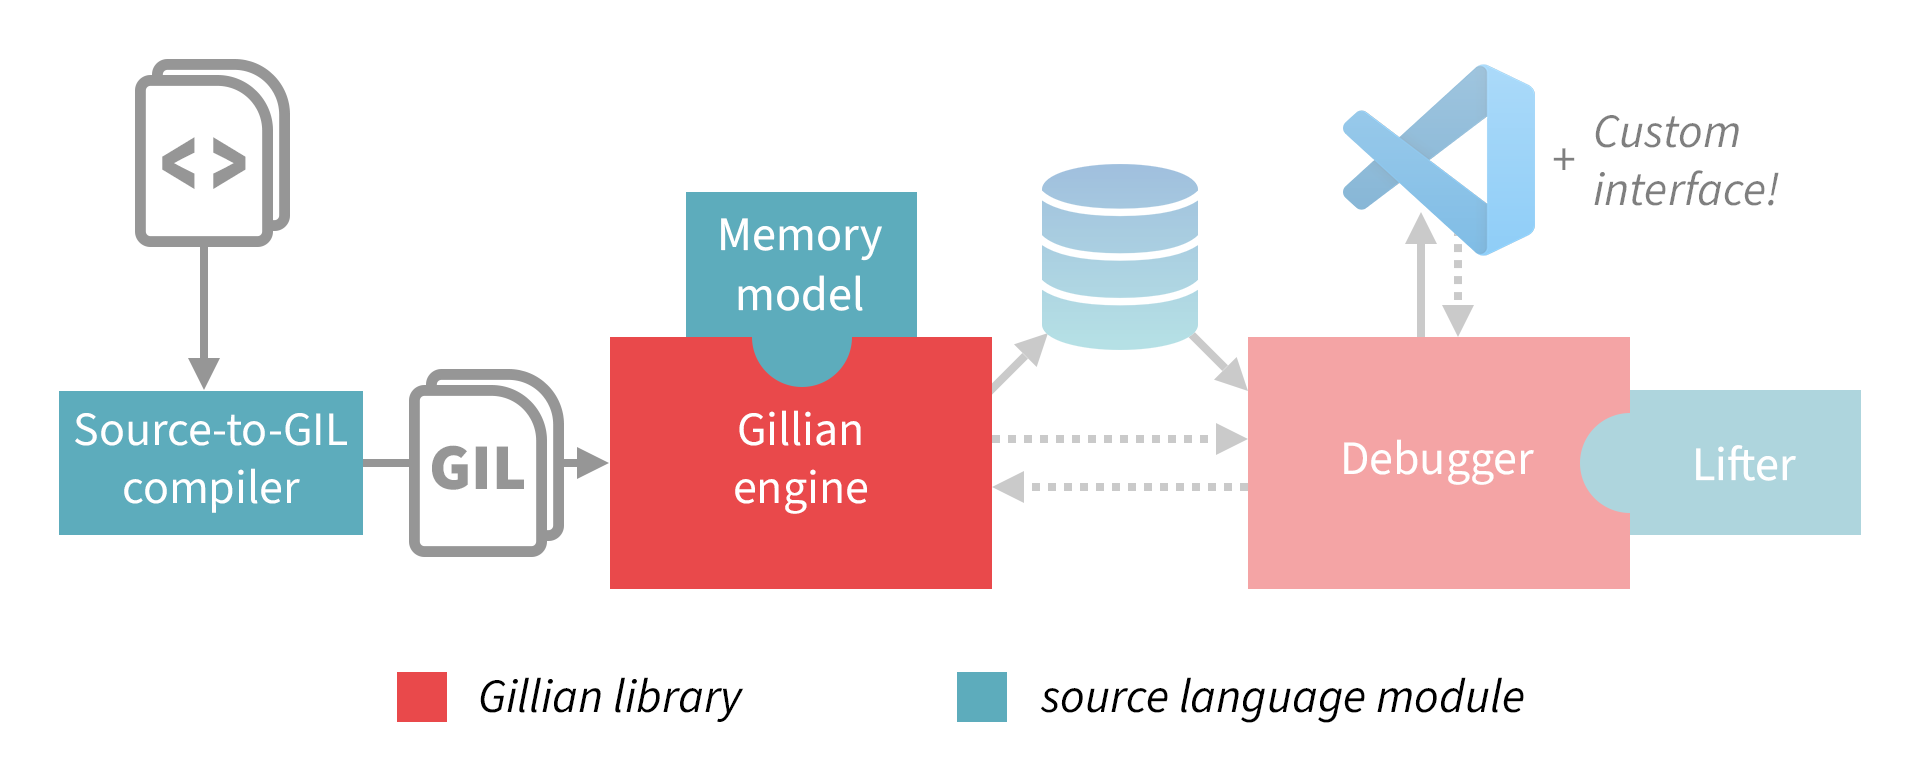 < >
Custom
+ interface!
Memory
model
Source-to-GIL
compiler
GIL
Gillian
engine
Debugger
Lifter
Gillian library
source language module